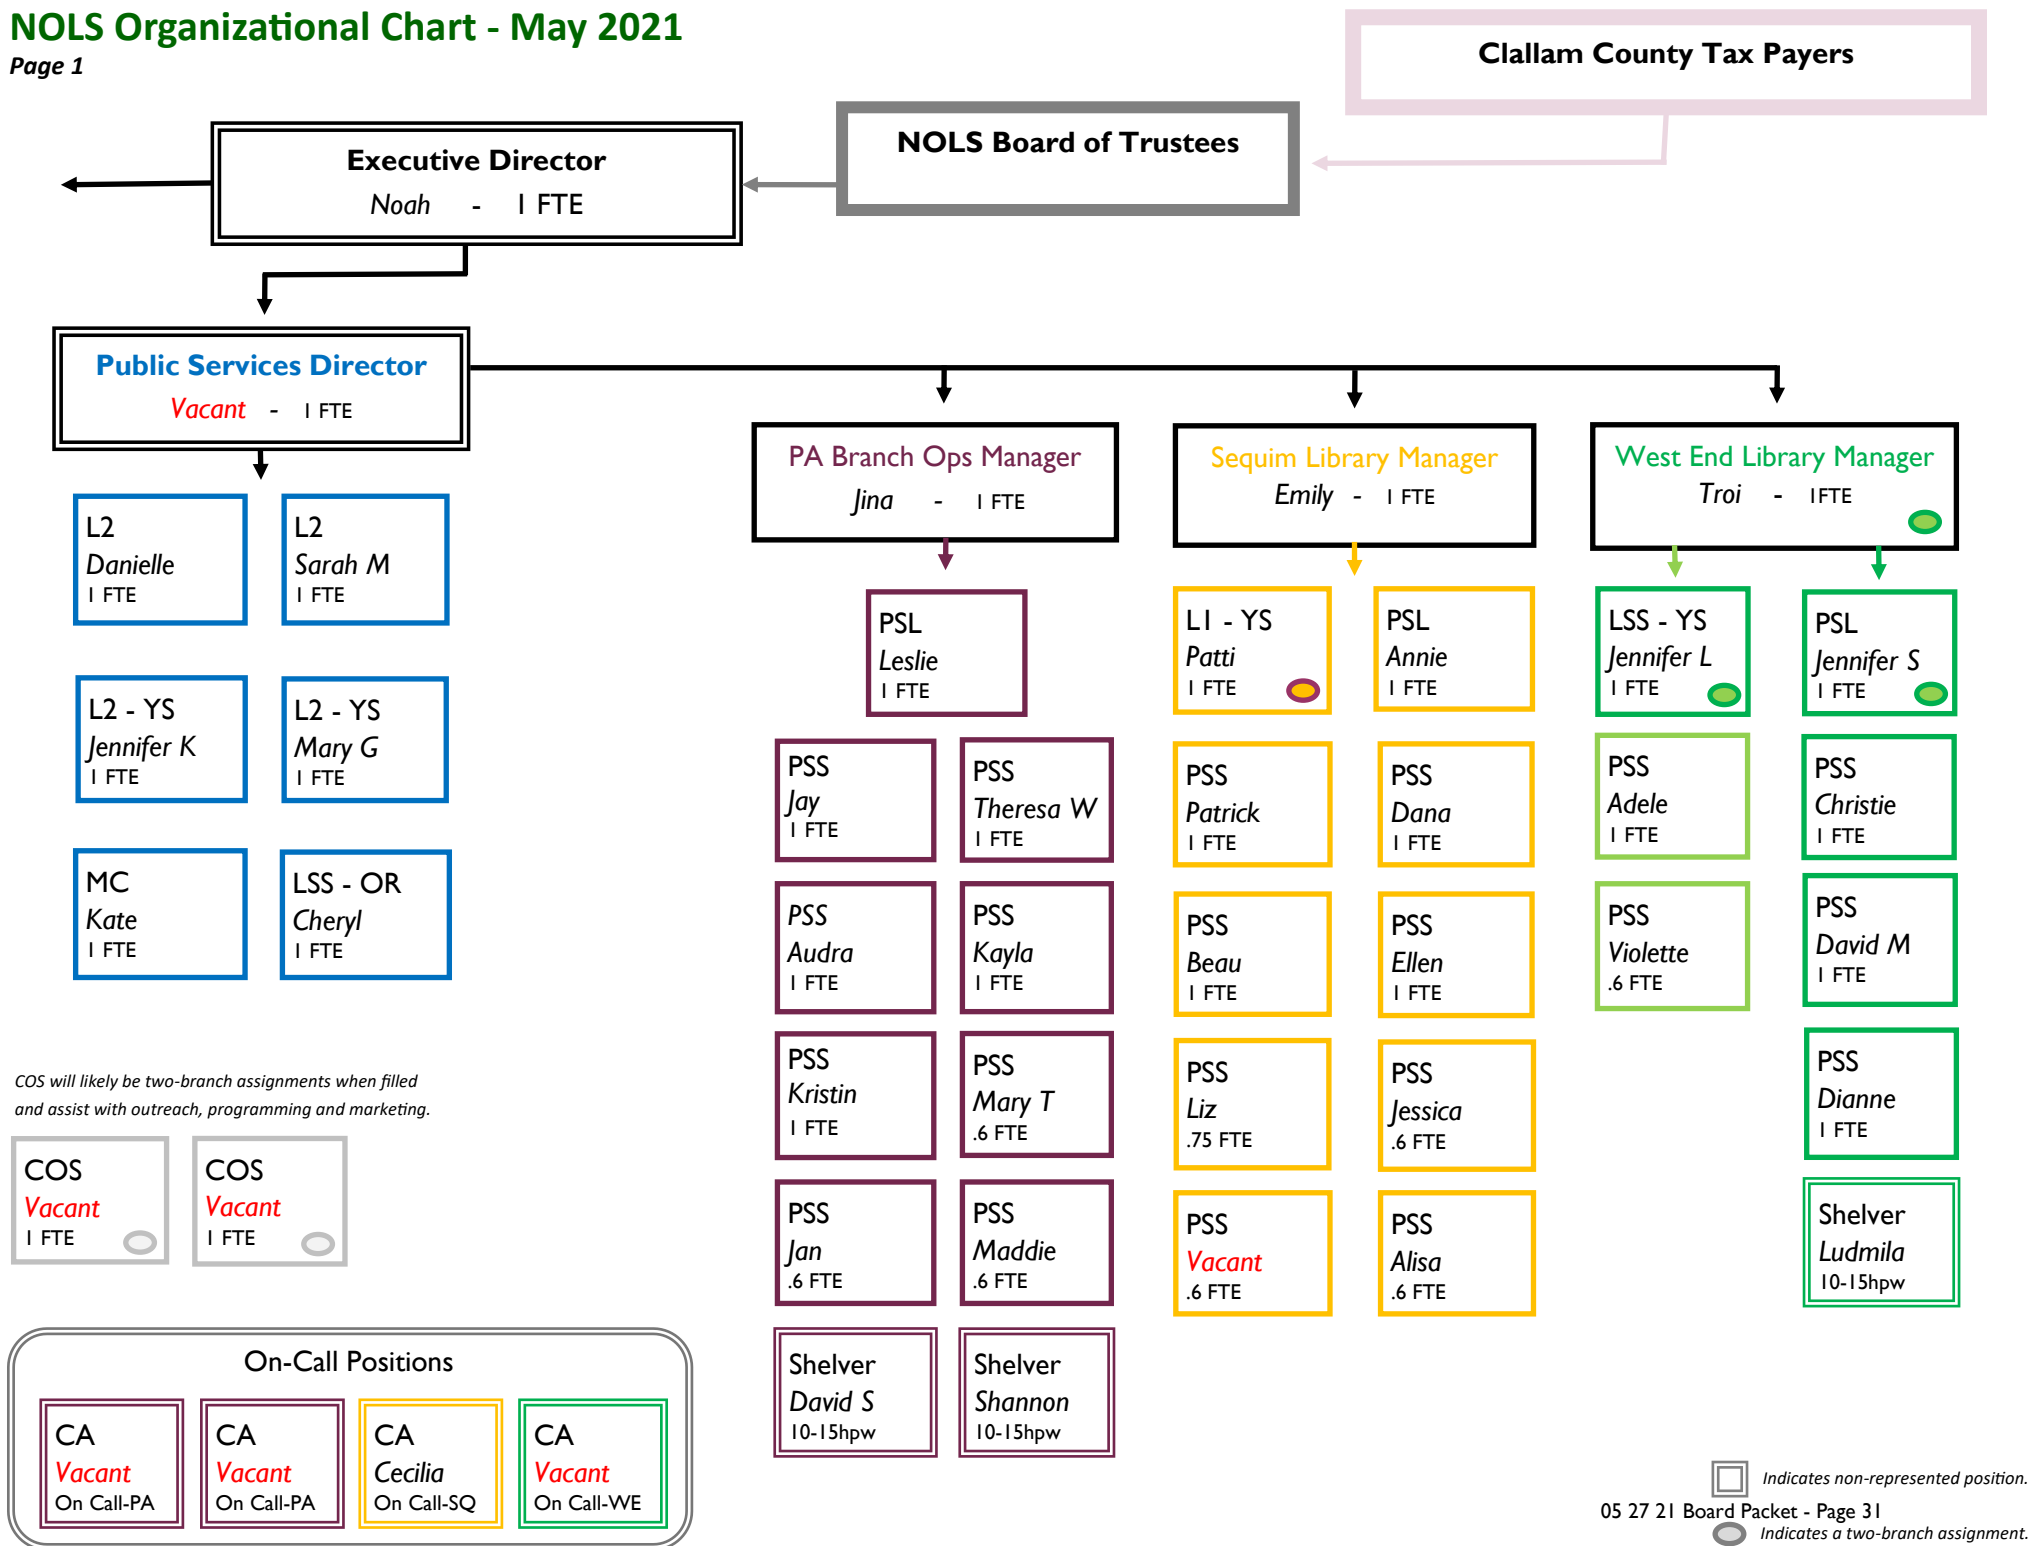 NOLS Organizational Chart - May 2021
Page 1
Clallam County Tax Payers
NOLS Board of Trustees
Executive Director
Noah - 1 FTE
Public Services Director
Vacant - 1 FTE
PA Branch Ops Manager
Jina - 1 FTE
Sequim Library Manager
Emily - 1 FTE
West End Library Manager
Troi - 1FTE
L2
Danielle
1 FTE
L2
Sarah M
1 FTE
L2 - YS
Jennifer K
1 FTE
L2 - YS
Mary G
1 FTE
MC
Kate
1 FTE
LSS - OR
Cheryl
1 FTE
PSL
Leslie
1 FTE
PSS
Jay
1 FTE
PSS
Theresa W
1 FTE
PSS
Audra
1 FTE
PSS
Kayla
1 FTE
PSS
Kristin
1 FTE
PSS
Mary T
.6 FTE
PSS
Jan
.6 FTE
PSS
Maddie
.6 FTE
Shelver
David S
10-15hpw
Shelver
Shannon
10-15hpw
L1 - YS
Patti
1 FTE
PSL
Annie
1 FTE
PSS
Patrick
1 FTE
PSS
Dana
1 FTE
PSS
Beau
1 FTE
PSS
Ellen
1 FTE
PSS
Liz
.75 FTE
PSS
Jessica
.6 FTE
PSS
Vacant
.6 FTE
PSS
Alisa
.6 FTE
LSS - YS
Jennifer L
1 FTE
PSL
Jennifer S
1 FTE
PSS
Adele
1 FTE
PSS
Christie
1 FTE
PSS
Violette
.6 FTE
PSS
David M
1 FTE
PSS
Dianne
1 FTE
Shelver
Ludmila
10-15hpw
COS will likely be two-branch assignments when filled
and assist with outreach, programming and marketing.
COS
Vacant
1 FTE
COS
Vacant
1 FTE
On-Call Positions
CA
Vacant
On Call-PA
CA
Vacant
On Call-PA
CA
Cecilia
On Call-SQ
CA
Vacant
On Call-WE
Indicates non-represented position.
05 27 21 Board Packet - Page 31
Indicates a two-branch assignment.